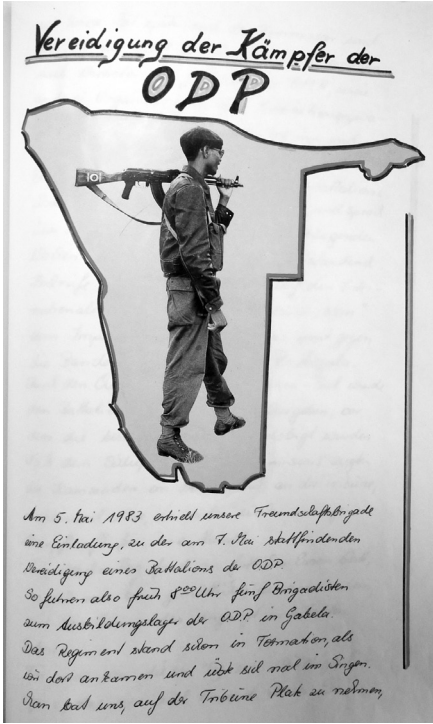 Vereidigung der Kämpfer der
ODP
101
Am 5. Mai 1983 erhielt unsere Freundschaftsbrigade
eine Einladung, zu der am 7. Mai stattfindenden
Vereidigung eines Battalions der ODP.
So fuhren also früh 8⁰⁰ Uhr fünf Brigadisten
zum Ausbildungslager der ODP in Gabela.
Das Regiment stand schon in Formation, als
wir dort ankamen und übte sich mal im Singen.
Man bat uns, auf der Tribüne Platz zu nehmen,